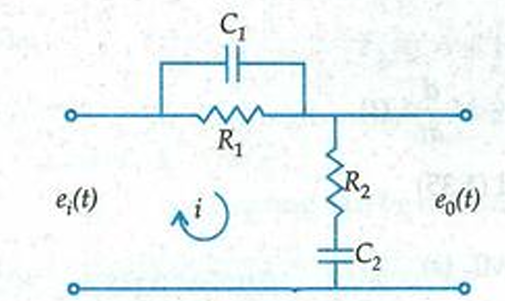 C₁
R₁
eᵢ(t)
i
R₂
e₀(t)
C₂